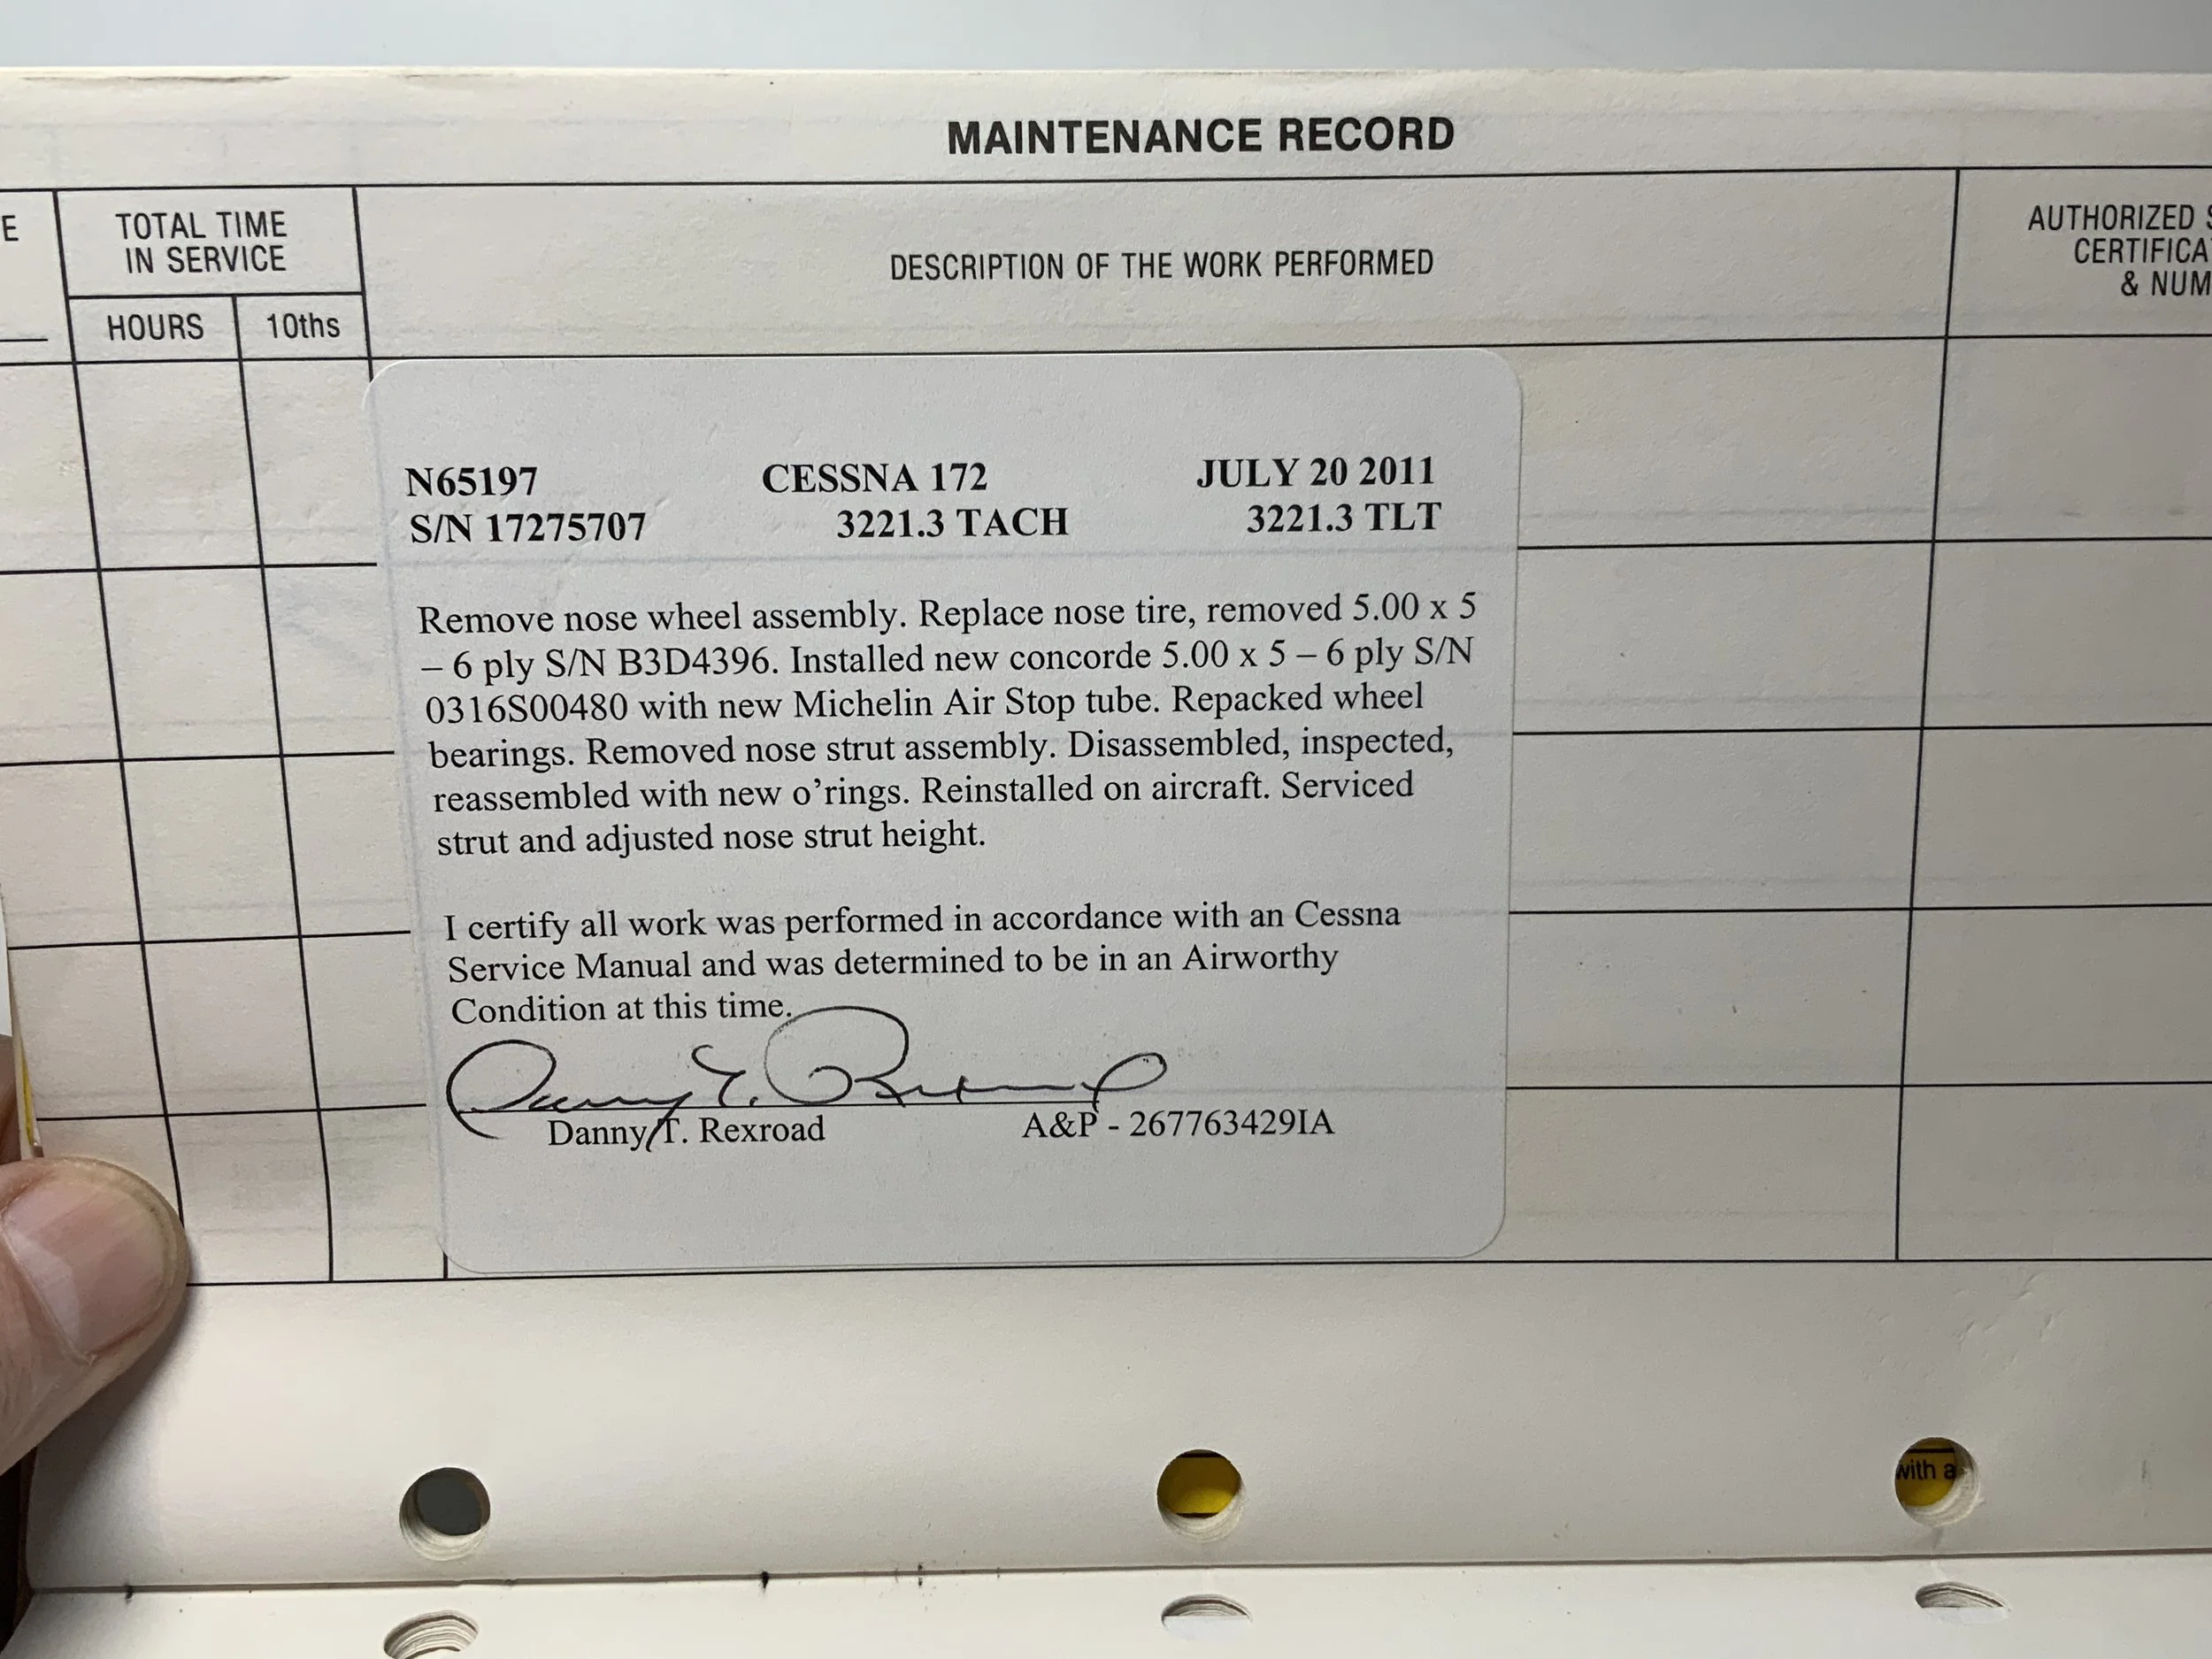 MAINTENANCE RECORD
E
TOTAL TIME
IN SERVICE
HOURS 10ths
DESCRIPTION OF THE WORK PERFORMED
AUTHORIZED S
CERTIFICA
& NUM
N65197 CESSNA 172 JULY 20 2011
S/N 17275707 3221.3 TACH 3221.3 TLT
Remove nose wheel assembly. Replace nose tire, removed 5.00 x 5
– 6 ply S/N B3D4396. Installed new concorde 5.00 x 5 – 6 ply S/N
0316S00480 with new Michelin Air Stop tube. Repacked wheel
bearings. Removed nose strut assembly. Disassembled, inspected,
reassembled with new o’rings. Reinstalled on aircraft. Serviced
strut and adjusted nose strut height.
I certify all work was performed in accordance with an Cessna
Service Manual and was determined to be in an Airworthy
Condition at this time.
Danny T. Rexroad
Danny T. Rexroad A&P - 267763429IA
with a